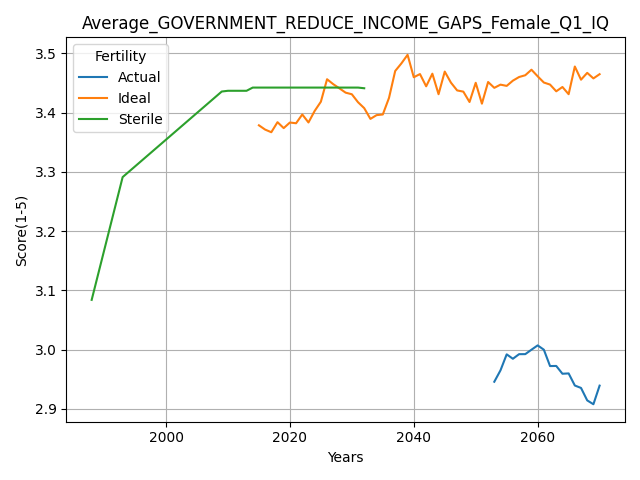 Average_GOVERNMENT_REDUCE_INCOME_GAPS_Female_Q1_IQ
Fertility
Actual
Ideal
Sterile
Score(1-5)
3.5
3.4
3.3
3.2
3.1
3.0
2.9
2000 2020 2040 2060
Years